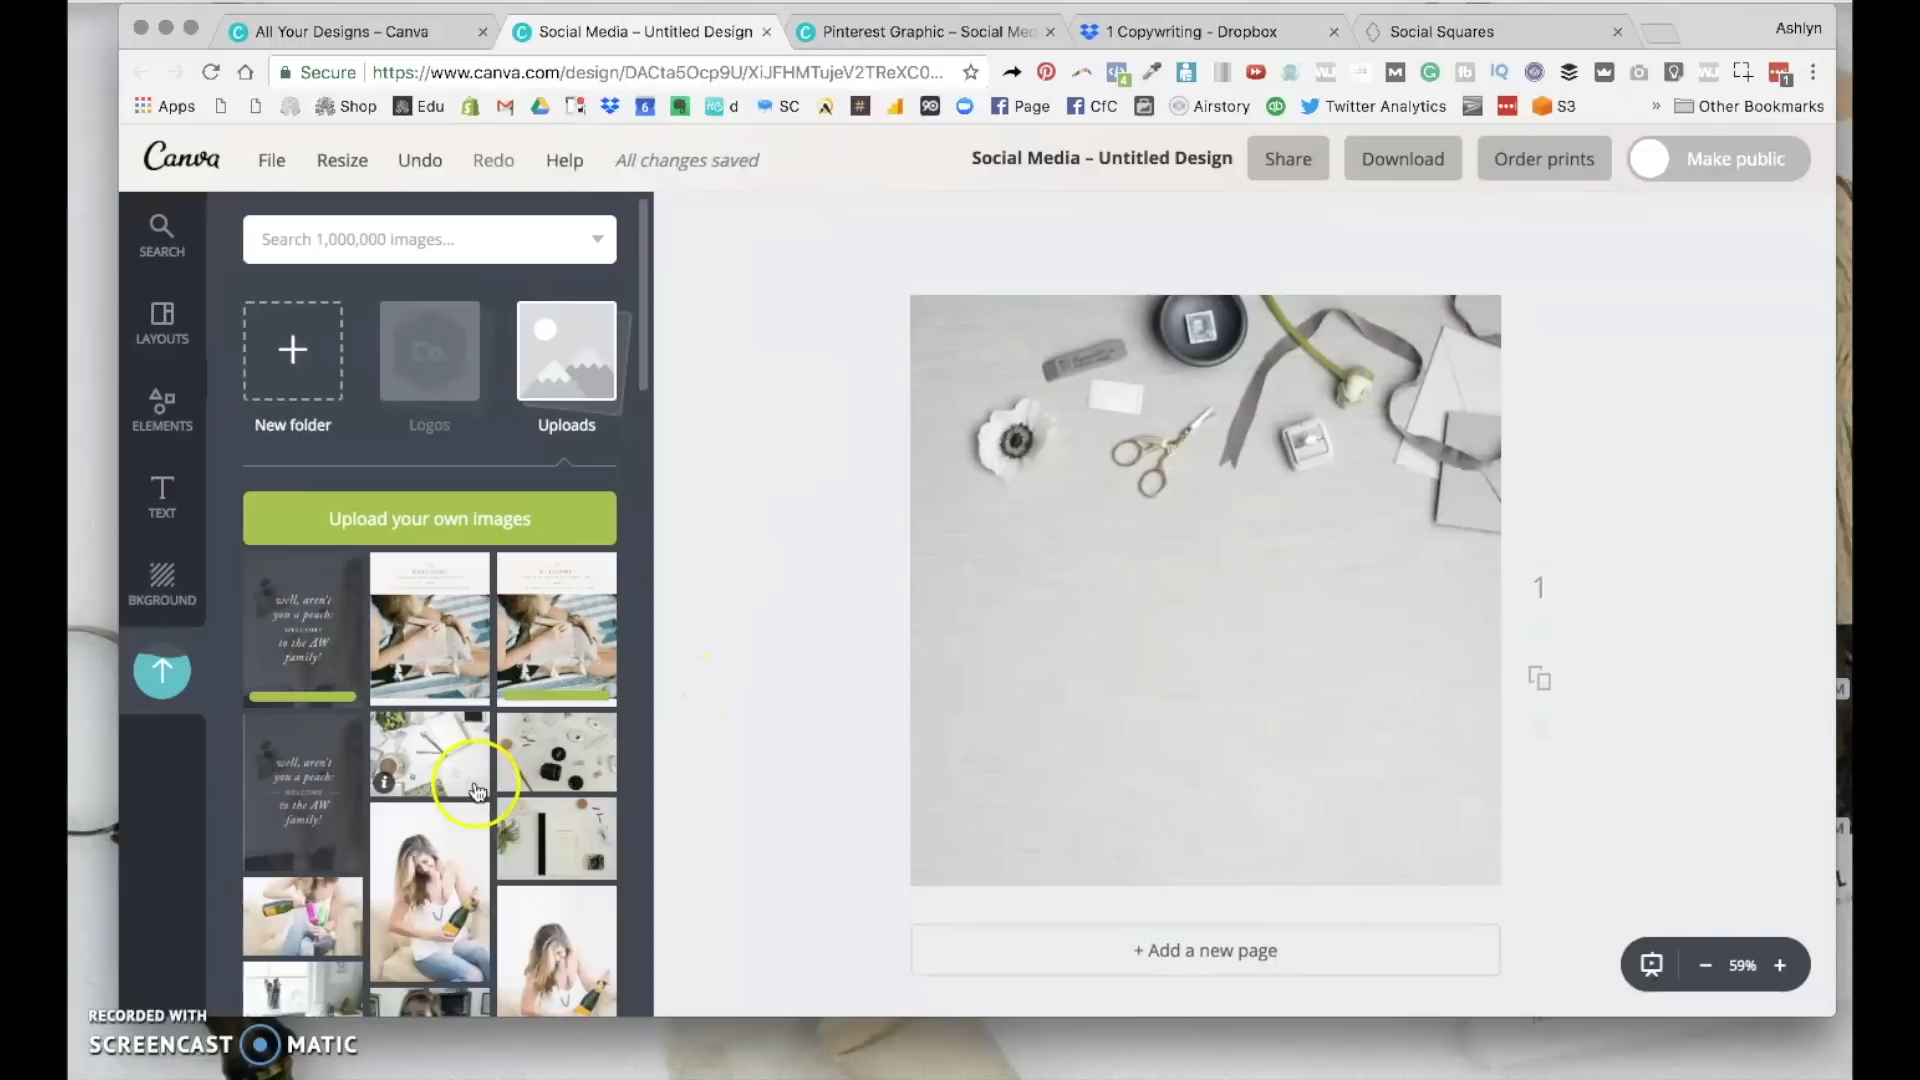 All Your Designs – Canva
Social Media – Untitled Design
Pinterest Graphic – Social Med
1 Copywriting - Dropbox
Social Squares
Ashlyn
Secure
https://www.canva.com/design/DACta5Ocp9U/XiJFHMTujeV2TReXC0...
Apps
Shop
Edu
d
SC
Page
CfC
Airstory
Twitter Analytics
S3
»
Other Bookmarks
Canva
File
Resize
Undo
Redo
Help
All changes saved
Social Media – Untitled Design
Share
Download
Order prints
Make public
SEARCH
LAYOUTS
ELEMENTS
TEXT
BKGROUND
Search 1,000,000 images...
Co.
New folder
Logos
Uploads
Upload your own images
well, aren't
you a peach:
WELCOME
to the AW
family!
well, aren't
you a peach:
WELCOME
to the AW
family!
1
+ Add a new page
59%
RECORDED WITH
SCREENCAST MATIC